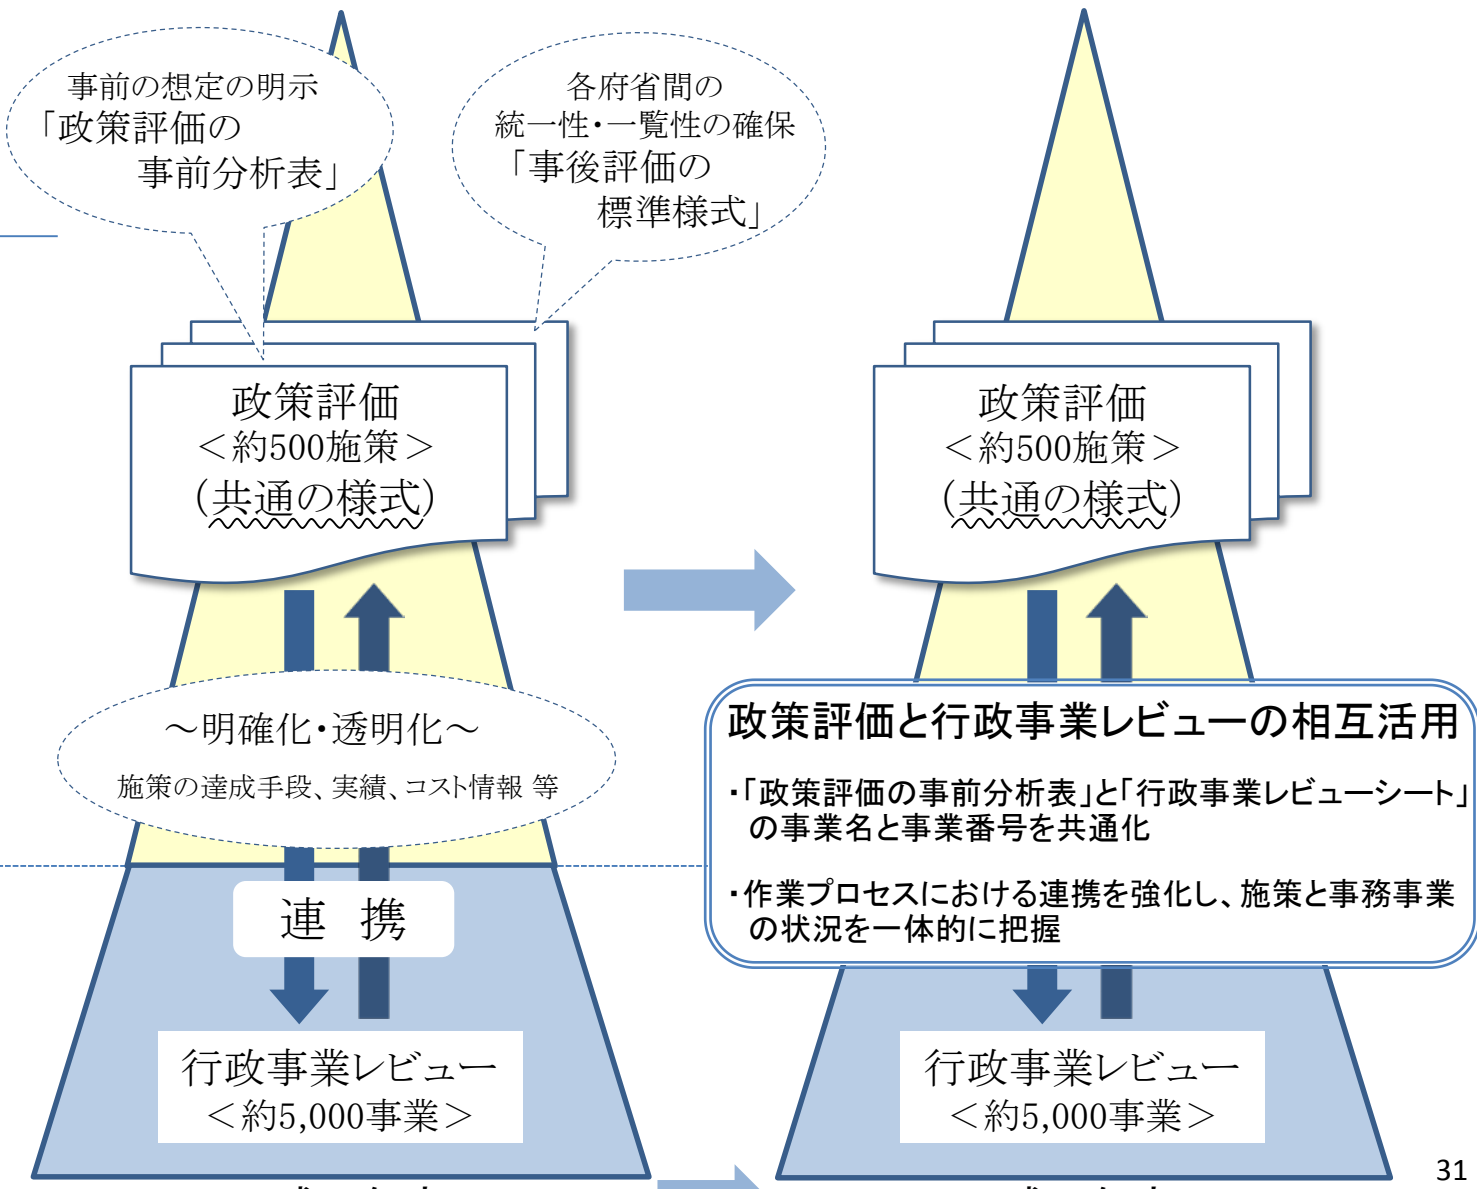 事前の想定の明示
「政策評価の
事前分析表」
各府省間の
統一性・一覧性の確保
「事後評価の
標準様式」
政策評価
＜約500施策＞
(共通の様式)
～明確化・透明化～
施策の達成手段、実績、コスト情報 等
連 携
行政事業レビュー
＜約5,000事業＞
政策評価
＜約500施策＞
(共通の様式)
政策評価と行政事業レビューの相互活用
・「政策評価の事前分析表」と「行政事業レビューシート」
の事業名と事業番号を共通化
・作業プロセスにおける連携を強化し、施策と事務事業
の状況を一体的に把握
行政事業レビュー
＜約5,000事業＞
31